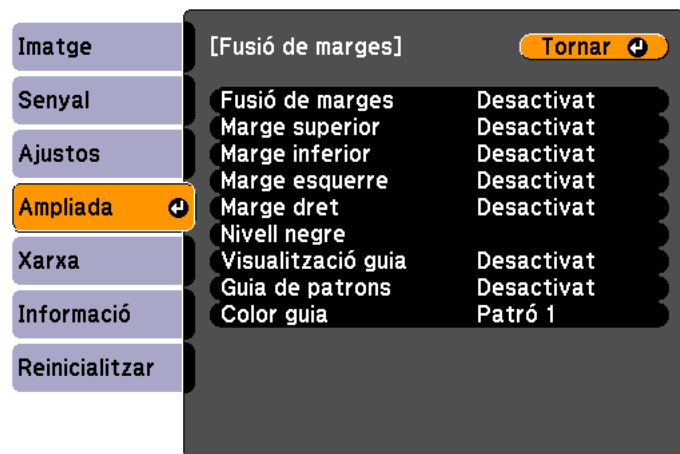 Imatge
Senyal
Ajustos
Ampliada
Xarxa
Informació
Reinicialitzar
[Fusió de marges] Tornar
Fusió de marges Desactivat
Marge superior Desactivat
Marge inferior Desactivat
Marge esquerre Desactivat
Marge dret Desactivat
Nivell negre
Visualització guia Desactivat
Guia de patrons Desactivat
Color guia Patró 1